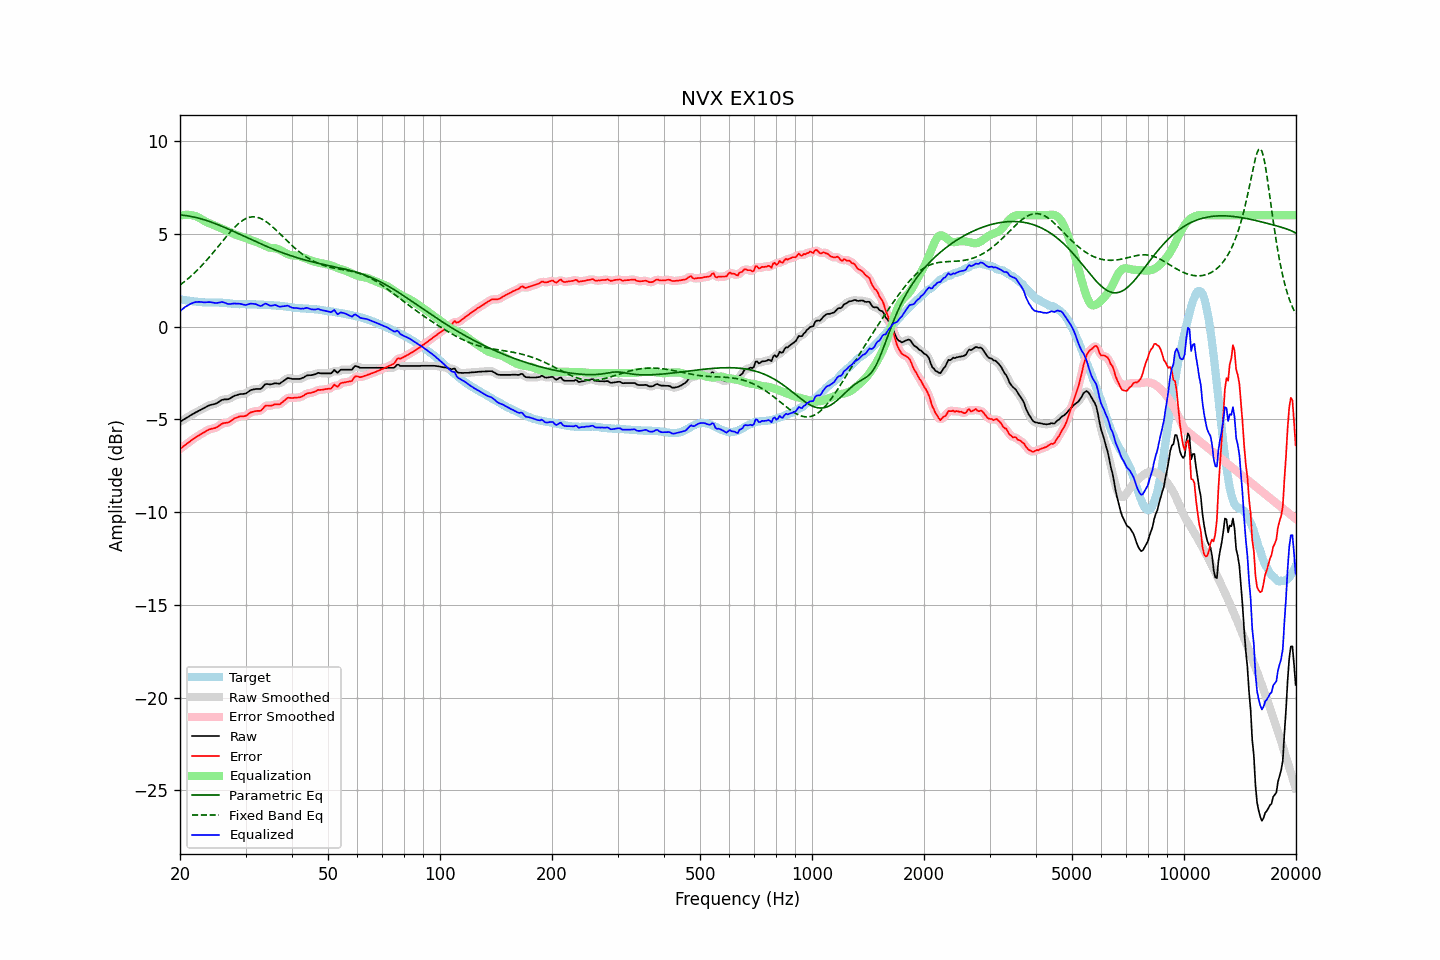 NVX EX10S
Amplitude (dBr)
10
5
0
−5
−10
−15
−20
−25
Target
Raw Smoothed
Error Smoothed
Raw
Error
Equalization
Parametric Eq
Fixed Band Eq
Equalized
20 50 100 200 500 1000 2000 5000 10000 20000
Frequency (Hz)